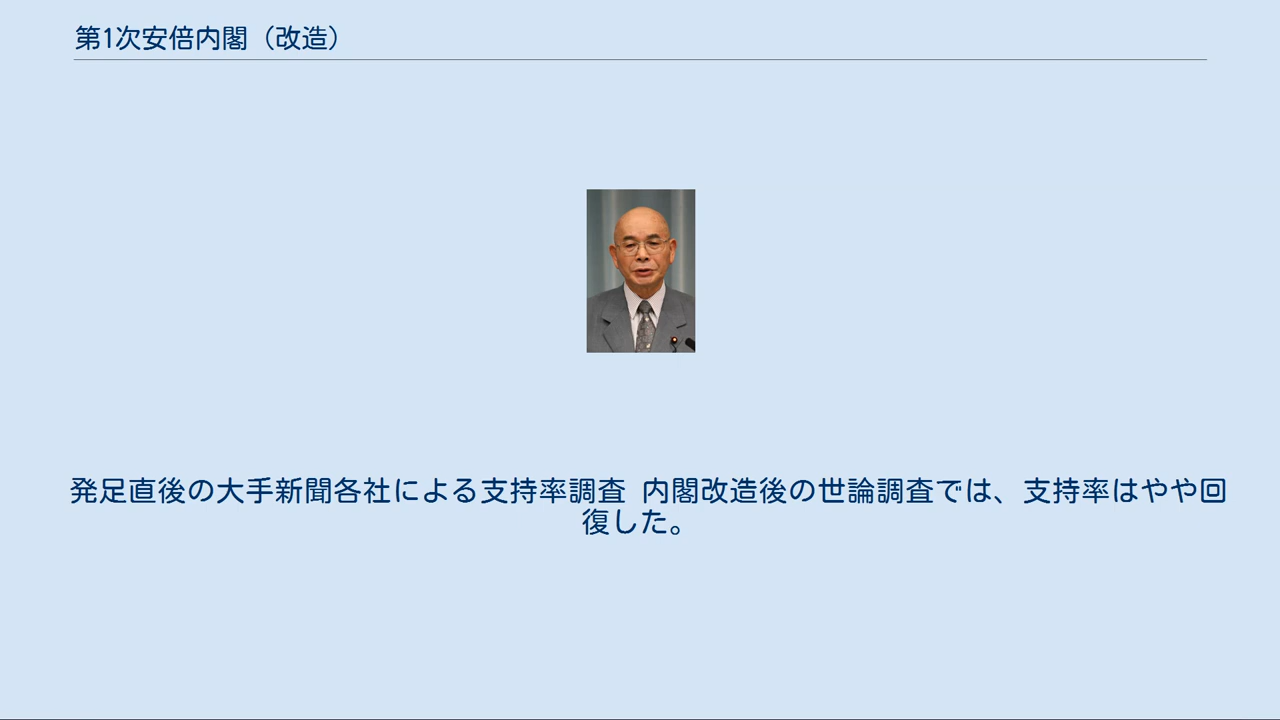 第1次安倍内閣（改造）
発足直後の大手新聞各社による支持率調査 内閣改造後の世論調査では、支持率はやや回
復した。